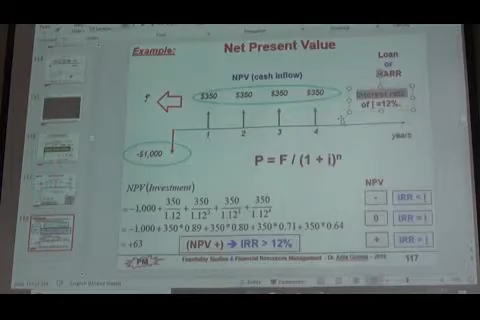 Example:
Net Present Value
Loan
or
MARR
Interest rate
of I =12%.
NPV (cash inflow)
P
$350 $350 $350 $350
1 2 3 4
years
-$1,000
P = F / (1 + i)ⁿ
NPV(Investment)
= -1,000 + 350/1.12 + 350/1.12² + 350/1.12³ + 350/1.12⁴
= -1,000 + 350*0.89 + 350*0.80 + 350*0.71 + 350*0.64
= +63
(NPV +) ➔ IRR > 12%
NPV
- IRR < I
0 IRR = I
+ IRR > I
PM
Feasibility Studies & Financial Resources Management - Dr.
117